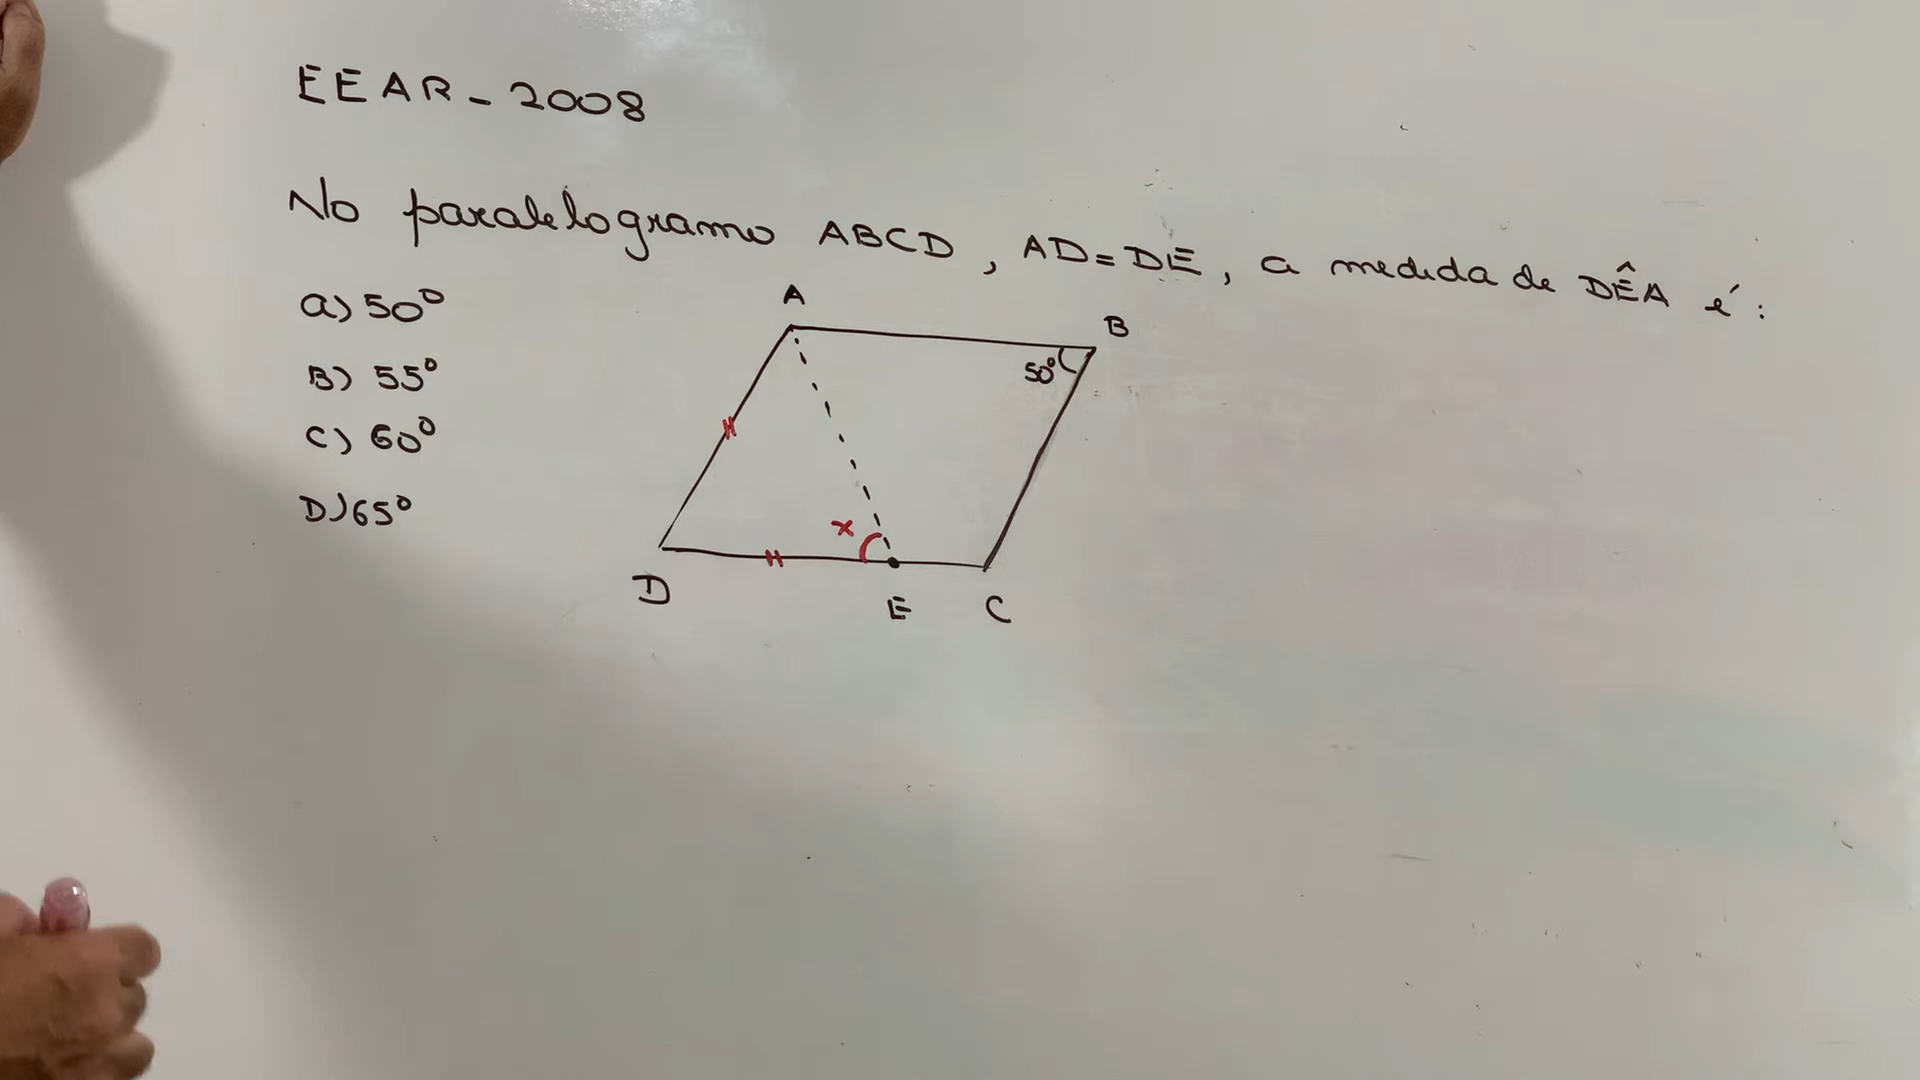 EEAR - 2008
No paralelogramo ABCD, AD=DE, a medida de DÊA é:
a) 50°
B) 55°
C) 60°
D) 65°
A
B
50°
x
D
E
C